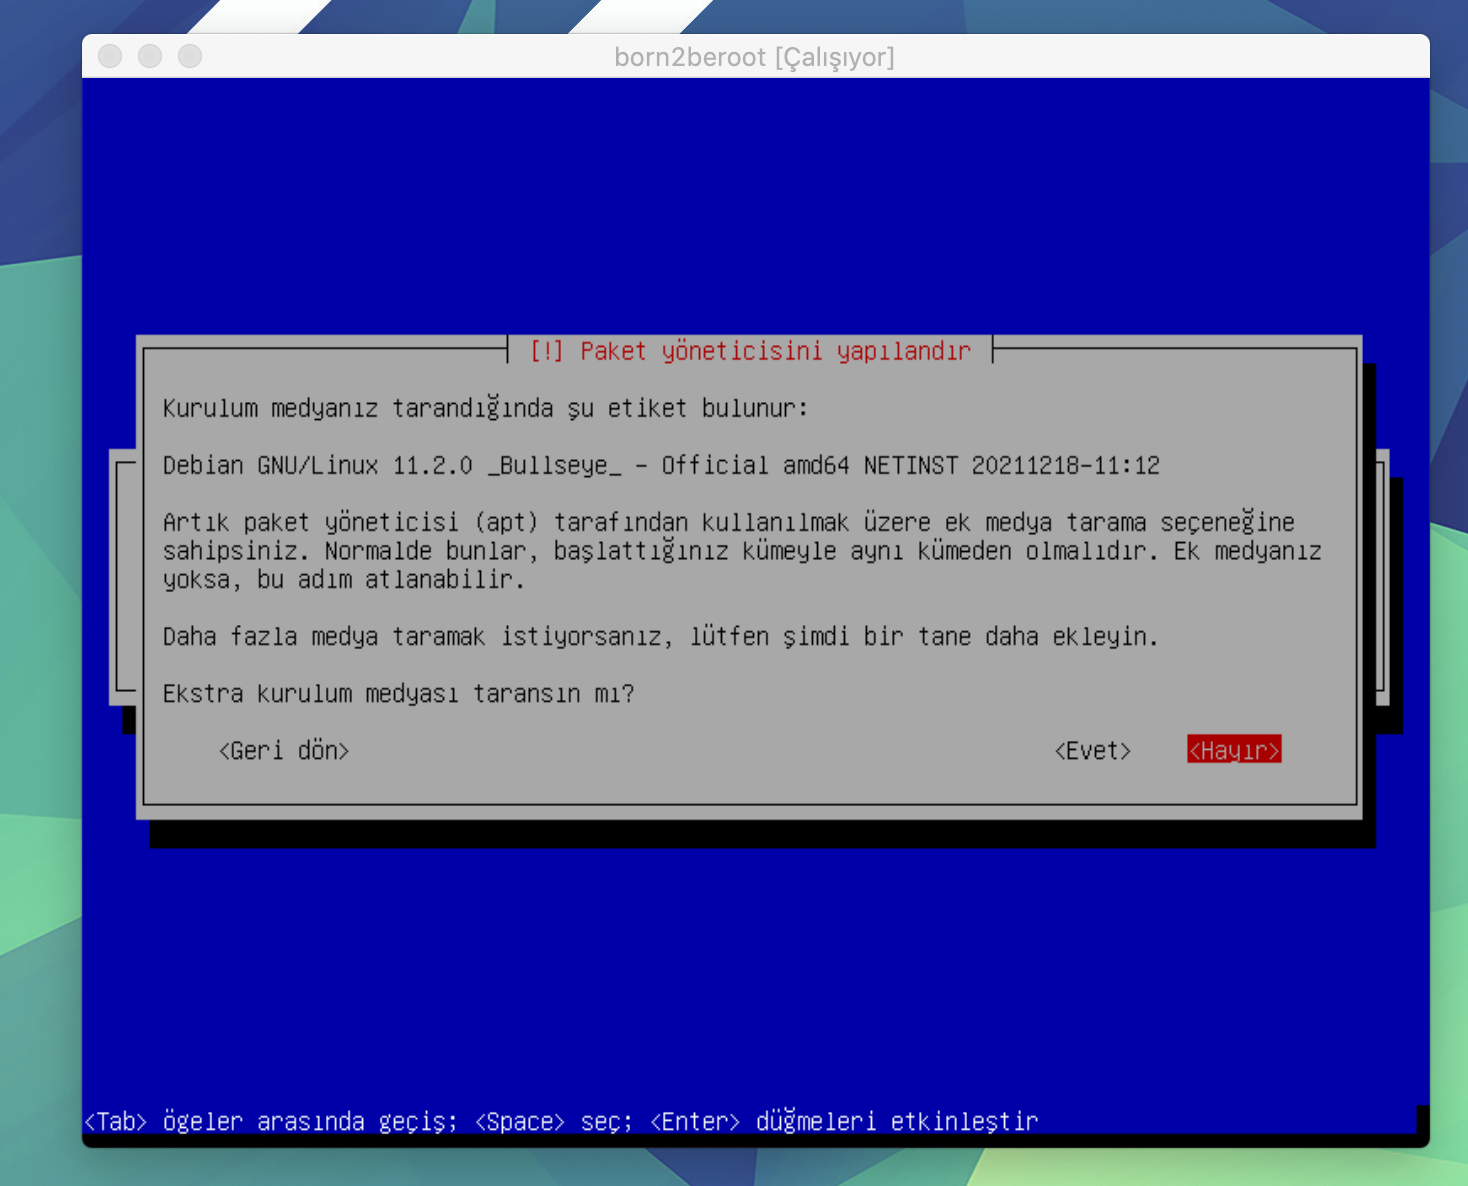 born2beroot [Çalışıyor]
[!] Paket yöneticisini yapılandır
Kurulum medyanız tarandığında şu etiket bulunur:
Debian GNU/Linux 11.2.0 _Bullseye_ - Official amd64 NETINST 20211218-11:12
Artık paket yöneticisi (apt) tarafından kullanılmak üzere ek medya tarama seçeneğine
sahipsiniz. Normalde bunlar, başlattığınız kümeyle aynı kümeden olmalıdır. Ek medyanız
yoksa, bu adım atlanabilir.
Daha fazla medya taramak istiyorsanız, lütfen şimdi bir tane daha ekleyin.
Ekstra kurulum medyası taransın mı?
<Geri dön> <Evet> <Hayır>
<Tab> ögeler arasında geçiş; <Space> seç; <Enter> düğmeleri etkinleştir